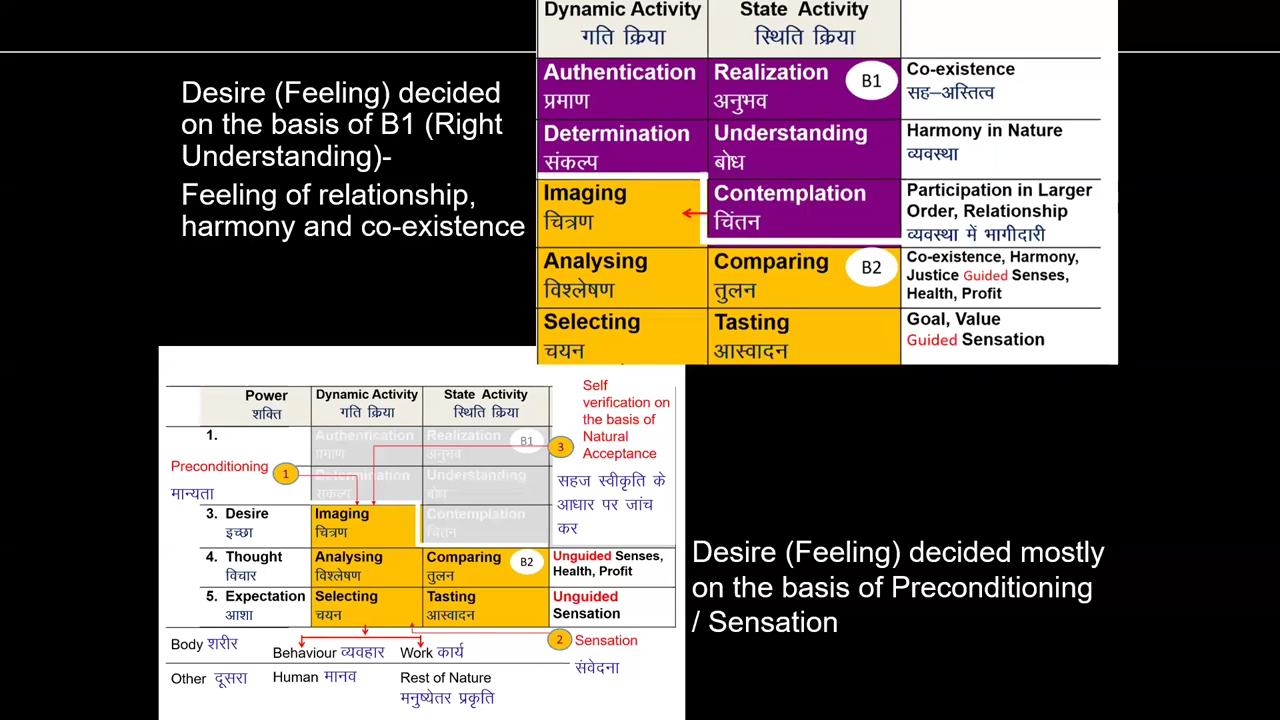 Dynamic Activity
गति क्रिया
State Activity
स्थिति क्रिया
Desire (Feeling) decided
on the basis of B1 (Right
Understanding)-
Feeling of relationship,
harmony and co-existence
Authentication
प्रमाण
Realization
अनुभव
B1
Co-existence
सह–अस्तित्व
Determination
संकल्प
Understanding
बोध
Harmony in Nature
व्यवस्था
Imaging
चित्रण
Contemplation
चिंतन
Participation in Larger
Order, Relationship
व्यवस्था में भागीदारी
Analysing
विश्लेषण
Comparing
तुलन
B2
Co-existence, Harmony,
Justice Guided Senses,
Health, Profit
Selecting
चयन
Tasting
आस्वादन
Goal, Value
Guided Sensation
Power
शक्ति
Dynamic Activity
गति क्रिया
State Activity
स्थिति क्रिया
Self
verification on
the basis of
Natural
Acceptance
सहज स्वीकृति के
आधार पर जांच
कर
1.
Authentication
प्रमाण
Realization
अनुभव
B1
3
Preconditioning
मान्यता
1
Determination
संकल्प
Understanding
बोध
3. Desire
इच्छा
Imaging
चित्रण
Contemplation
चिंतन
4. Thought
विचार
Analysing
विश्लेषण
Comparing
तुलन
B2
Unguided Senses,
Health, Profit
5. Expectation
आशा
Selecting
चयन
Tasting
आस्वादन
Unguided
Sensation
Body शरीर
Behaviour व्यवहार
Work कार्य
2
Sensation
संवेदना
Other दूसरा
Human मानव
Rest of Nature
मनुष्येतर प्रकृति
Desire (Feeling) decided mostly
on the basis of Preconditioning
/ Sensation